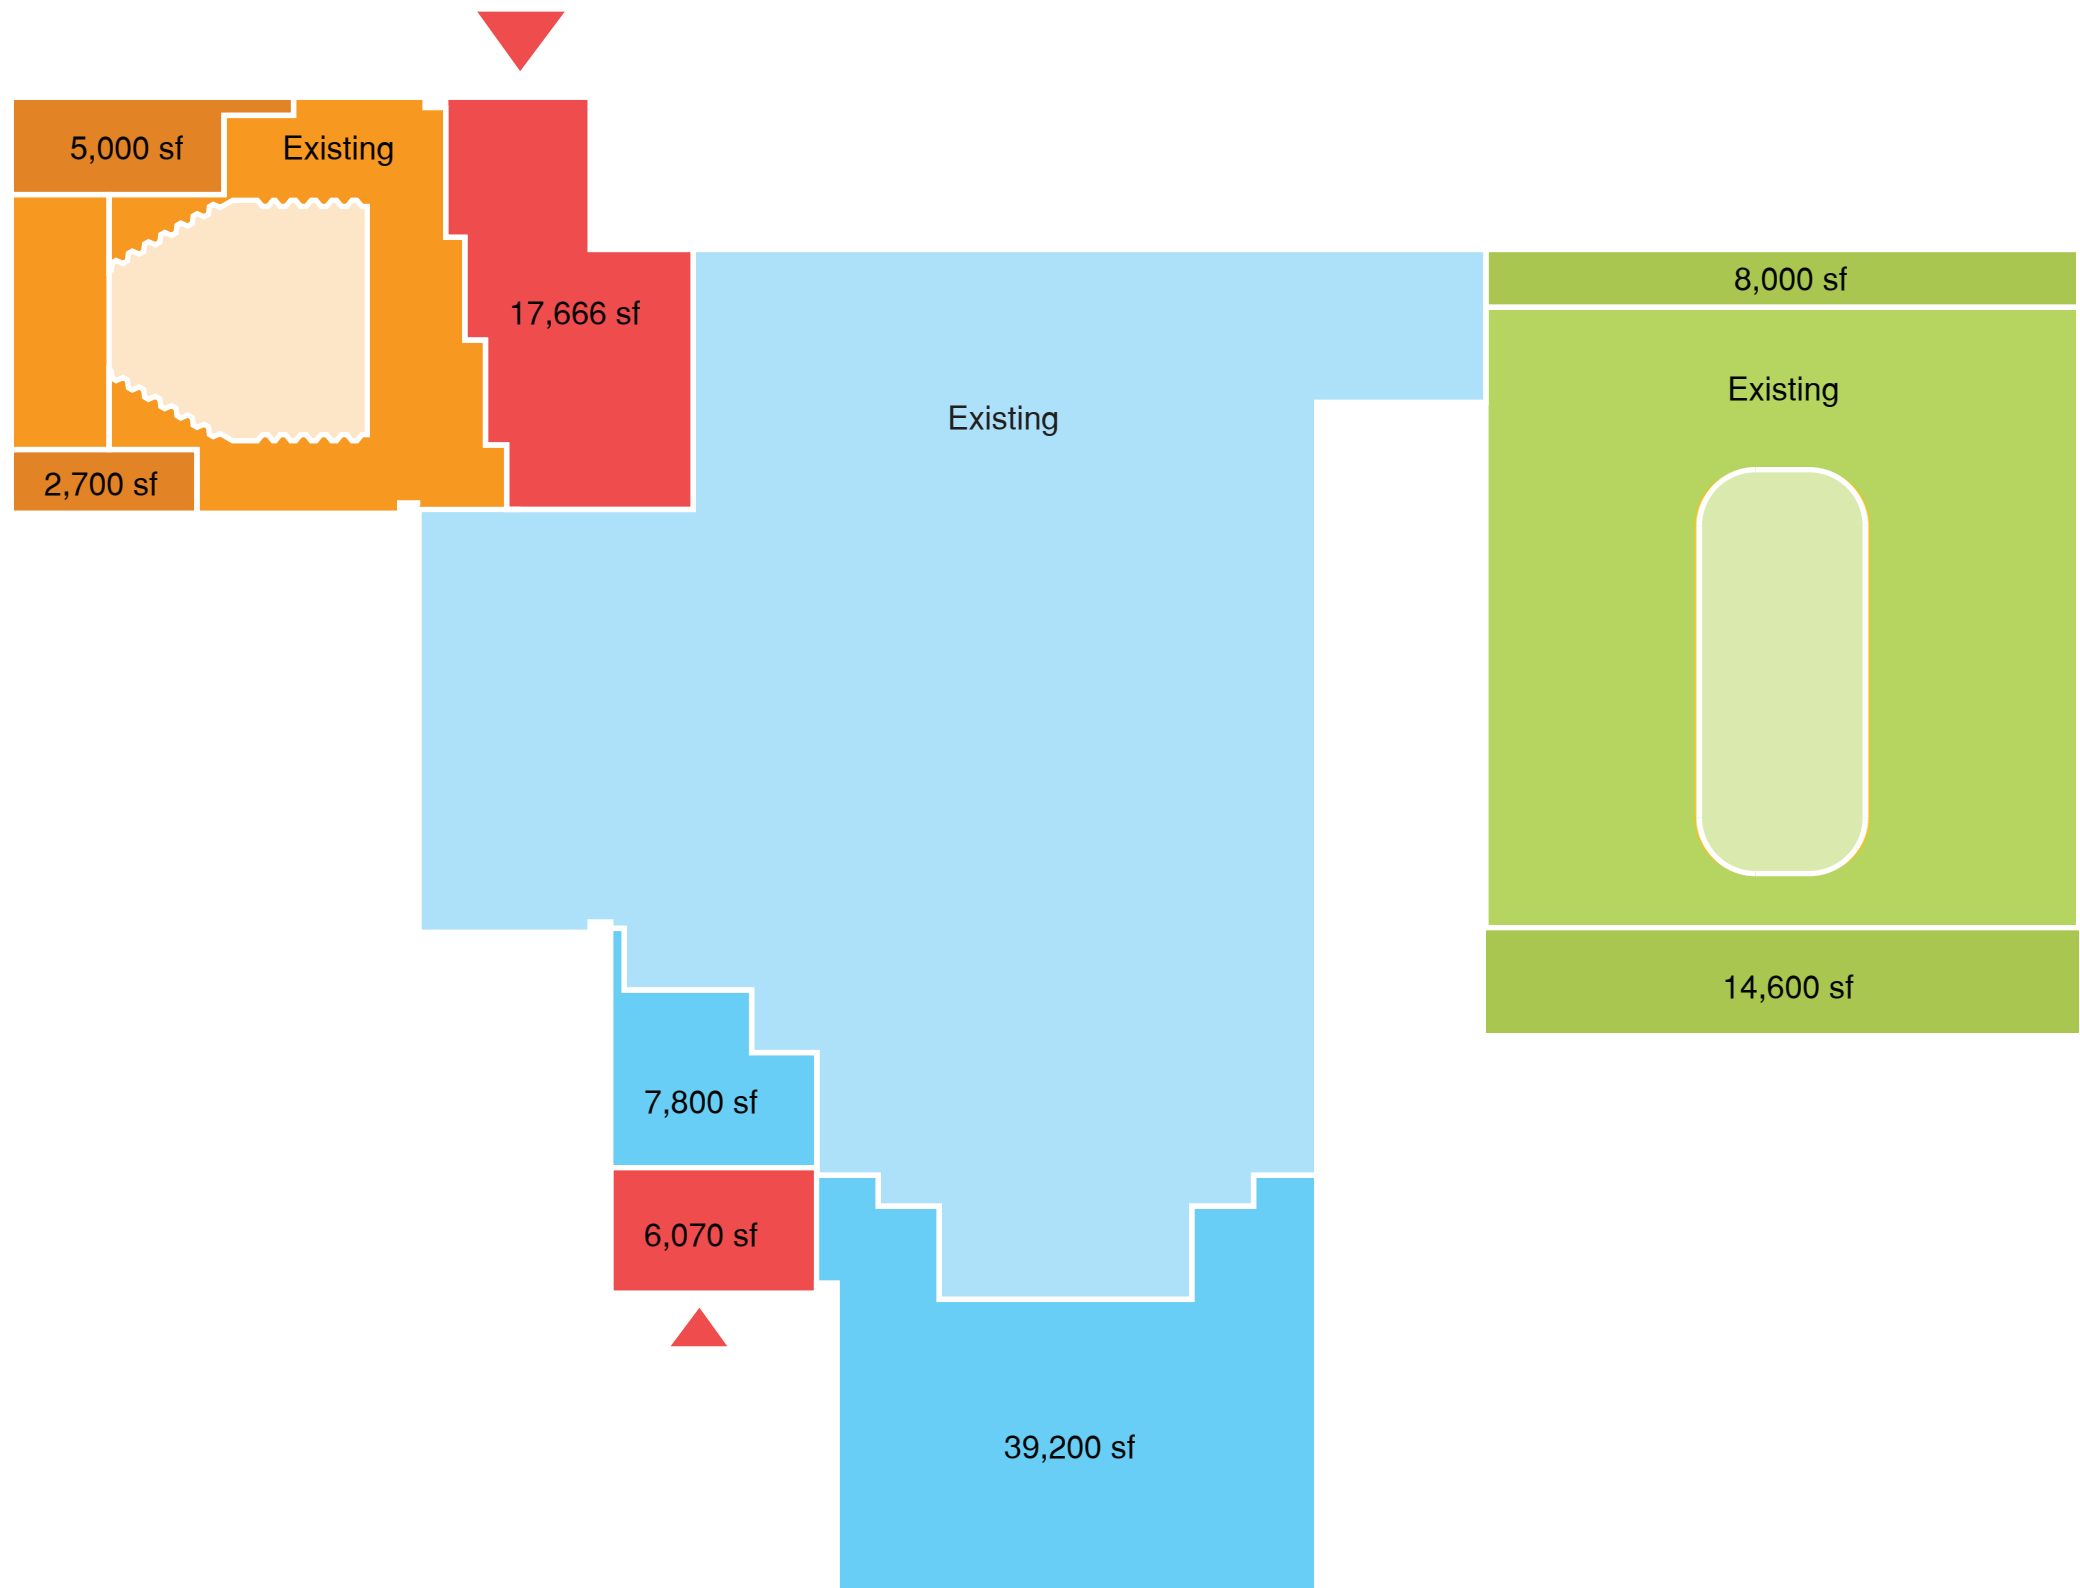 5,000 sf
Existing
17,666 sf
8,000 sf
Existing
Existing
2,700 sf
14,600 sf
7,800 sf
6,070 sf
39,200 sf